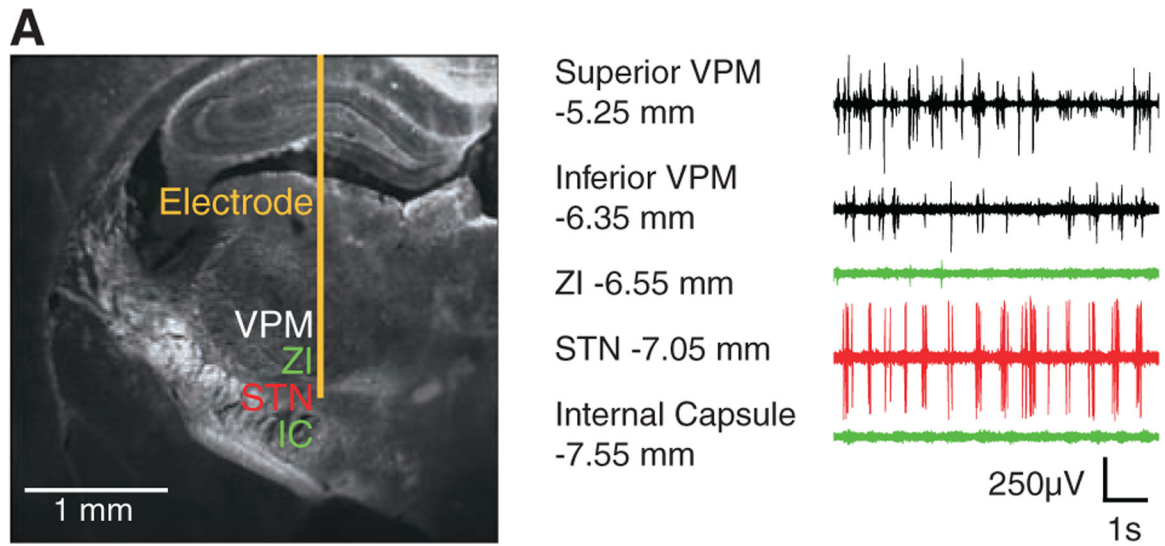 A
Electrode
VPM
ZI
STN
IC
1 mm
Superior VPM
-5.25 mm
Inferior VPM
-6.35 mm
ZI -6.55 mm
STN -7.05 mm
Internal Capsule
-7.55 mm
250µV
1s